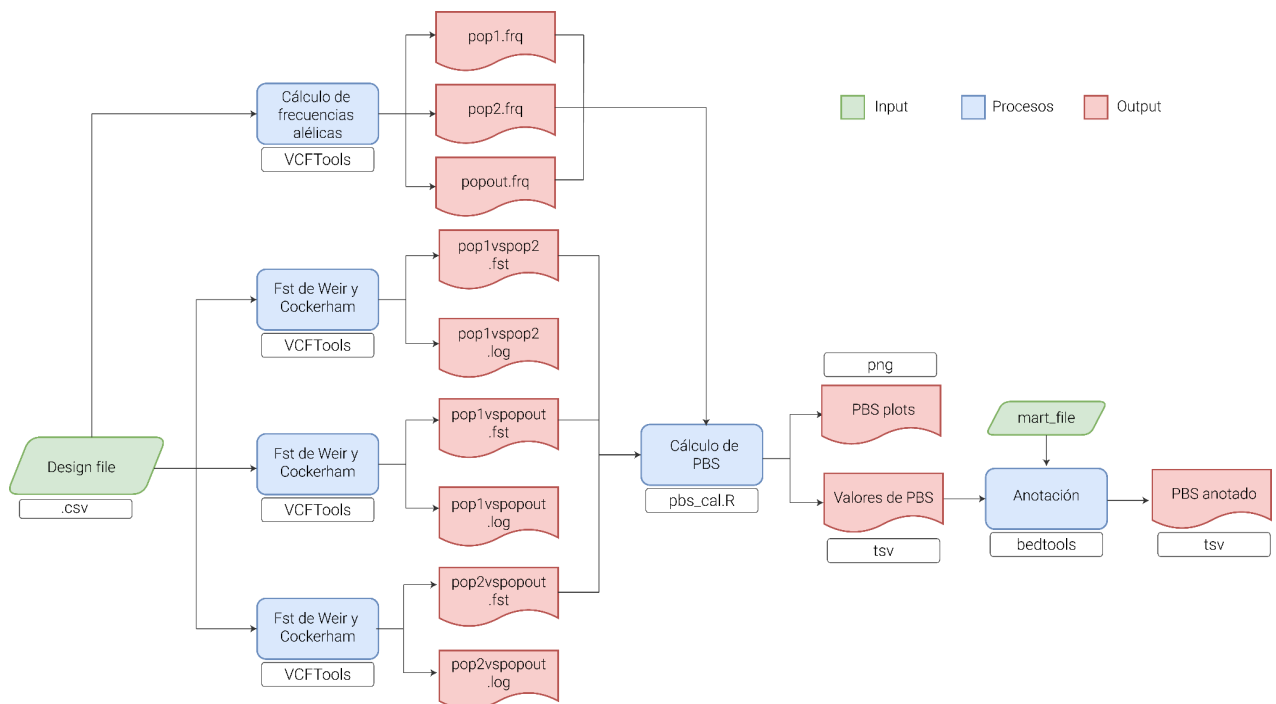 pop1.frq
Cálculo de
frecuencias
alélicas
VCFTools
pop2.frq
popout.frq
Input
Procesos
Output
Fst de Weir y
Cockerham
VCFTools
pop1vspop2
.fst
pop1vspop2
.log
Design file
.csv
Fst de Weir y
Cockerham
VCFTools
pop1vspopout
.fst
pop1vspopout
.log
Fst de Weir y
Cockerham
VCFTools
pop2vspopout
.fst
pop2vspopout
.log
Cálculo de
PBS
pbs_cal.R
png
PBS plots
Valores de PBS
tsv
mart_file
Anotación
bedtools
PBS anotado
tsv